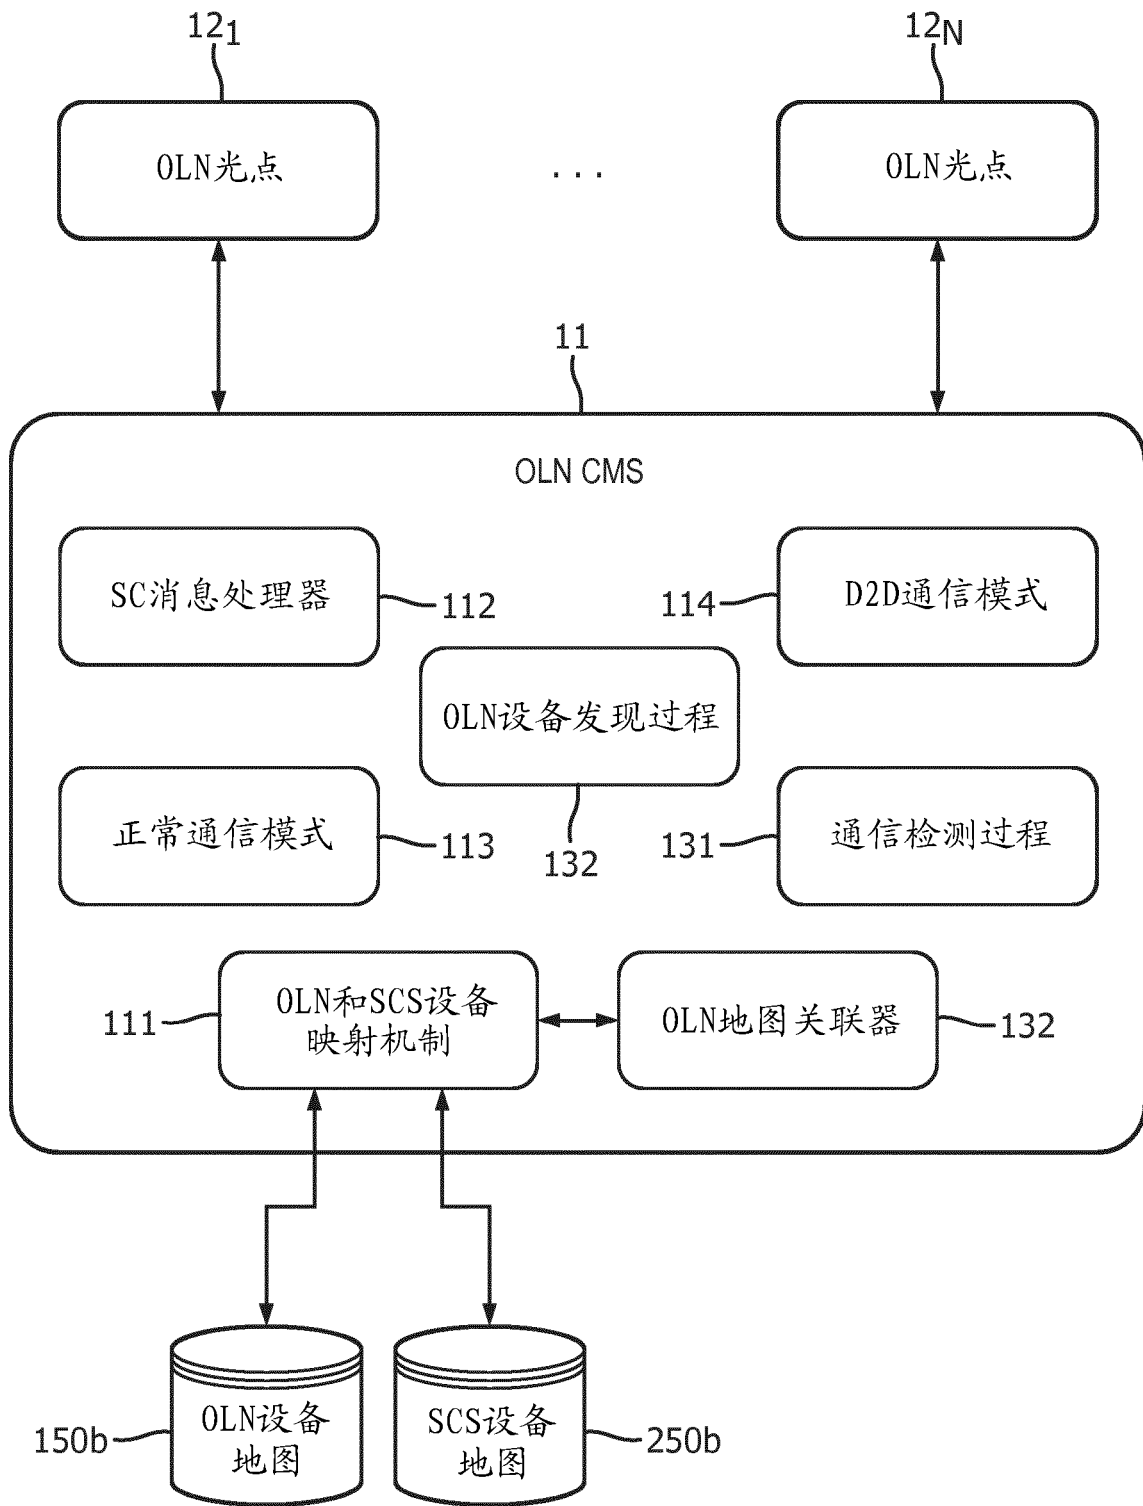 12₁
12N
OLN光点
...
OLN光点
11
OLN CMS
SC消息处理器
112
114
D2D通信模式
OLN设备发现过程
正常通信模式
113
132
131
通信检测过程
111
OLN和SCS设备
映射机制
OLN地图关联器
132
150b
OLN设备
地图
SCS设备
地图
250b